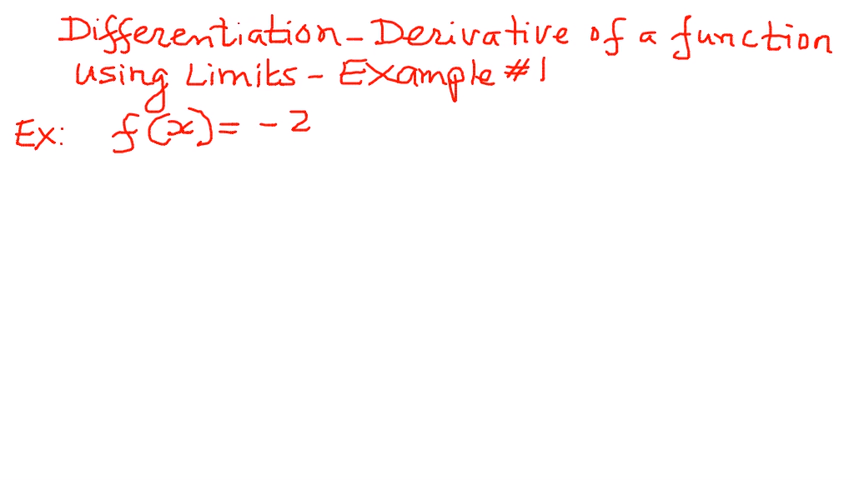 Differentiation - Derivative of a function
using Limits - Example #1
Ex: f(x) = -2